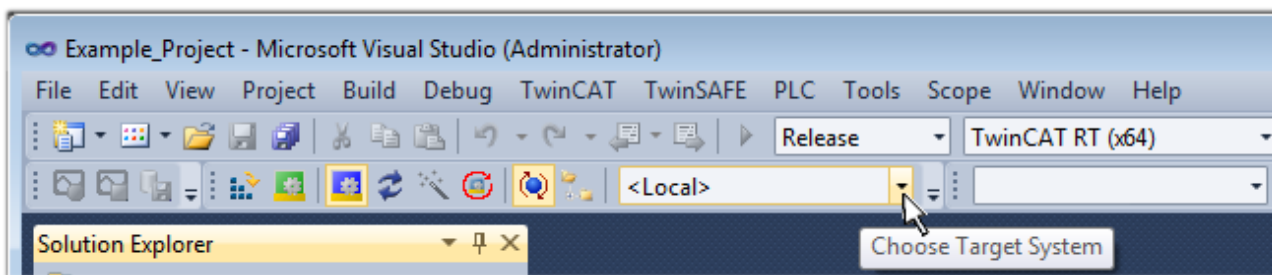 Example_Project - Microsoft Visual Studio (Administrator)
File Edit View Project Build Debug TwinCAT TwinSAFE PLC Tools Scope Window Help
Release TwinCAT RT (x64)
<Local>
Solution Explorer
Choose Target System